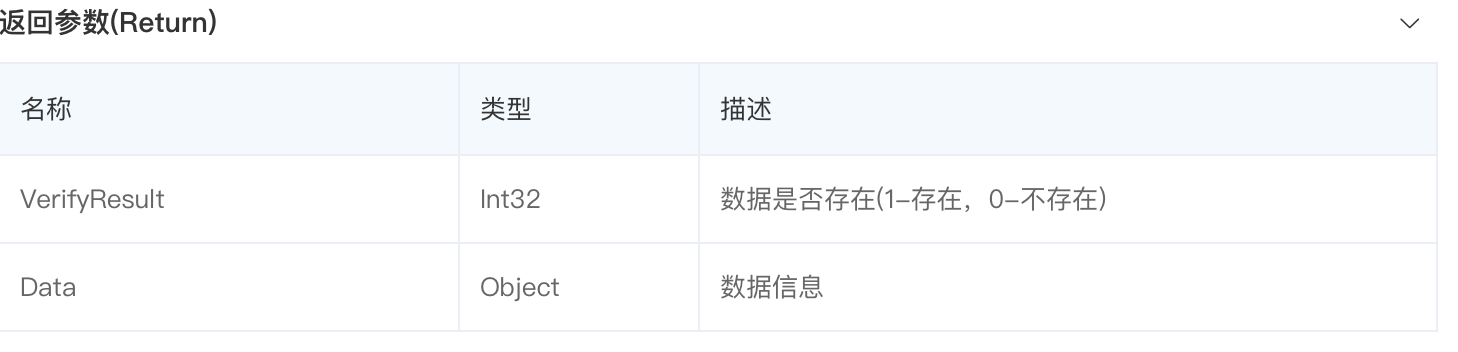 返回参数(Return)
名称 类型 描述
VerifyResult Int32 数据是否存在(1-存在，0-不存在)
Data Object 数据信息